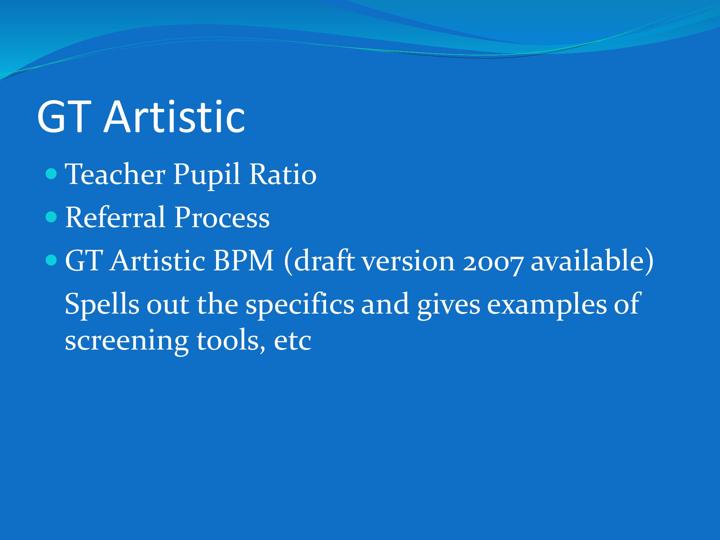 GT Artistic
• Teacher Pupil Ratio
• Referral Process
• GT Artistic BPM (draft version 2007 available)
Spells out the specifics and gives examples of
screening tools, etc